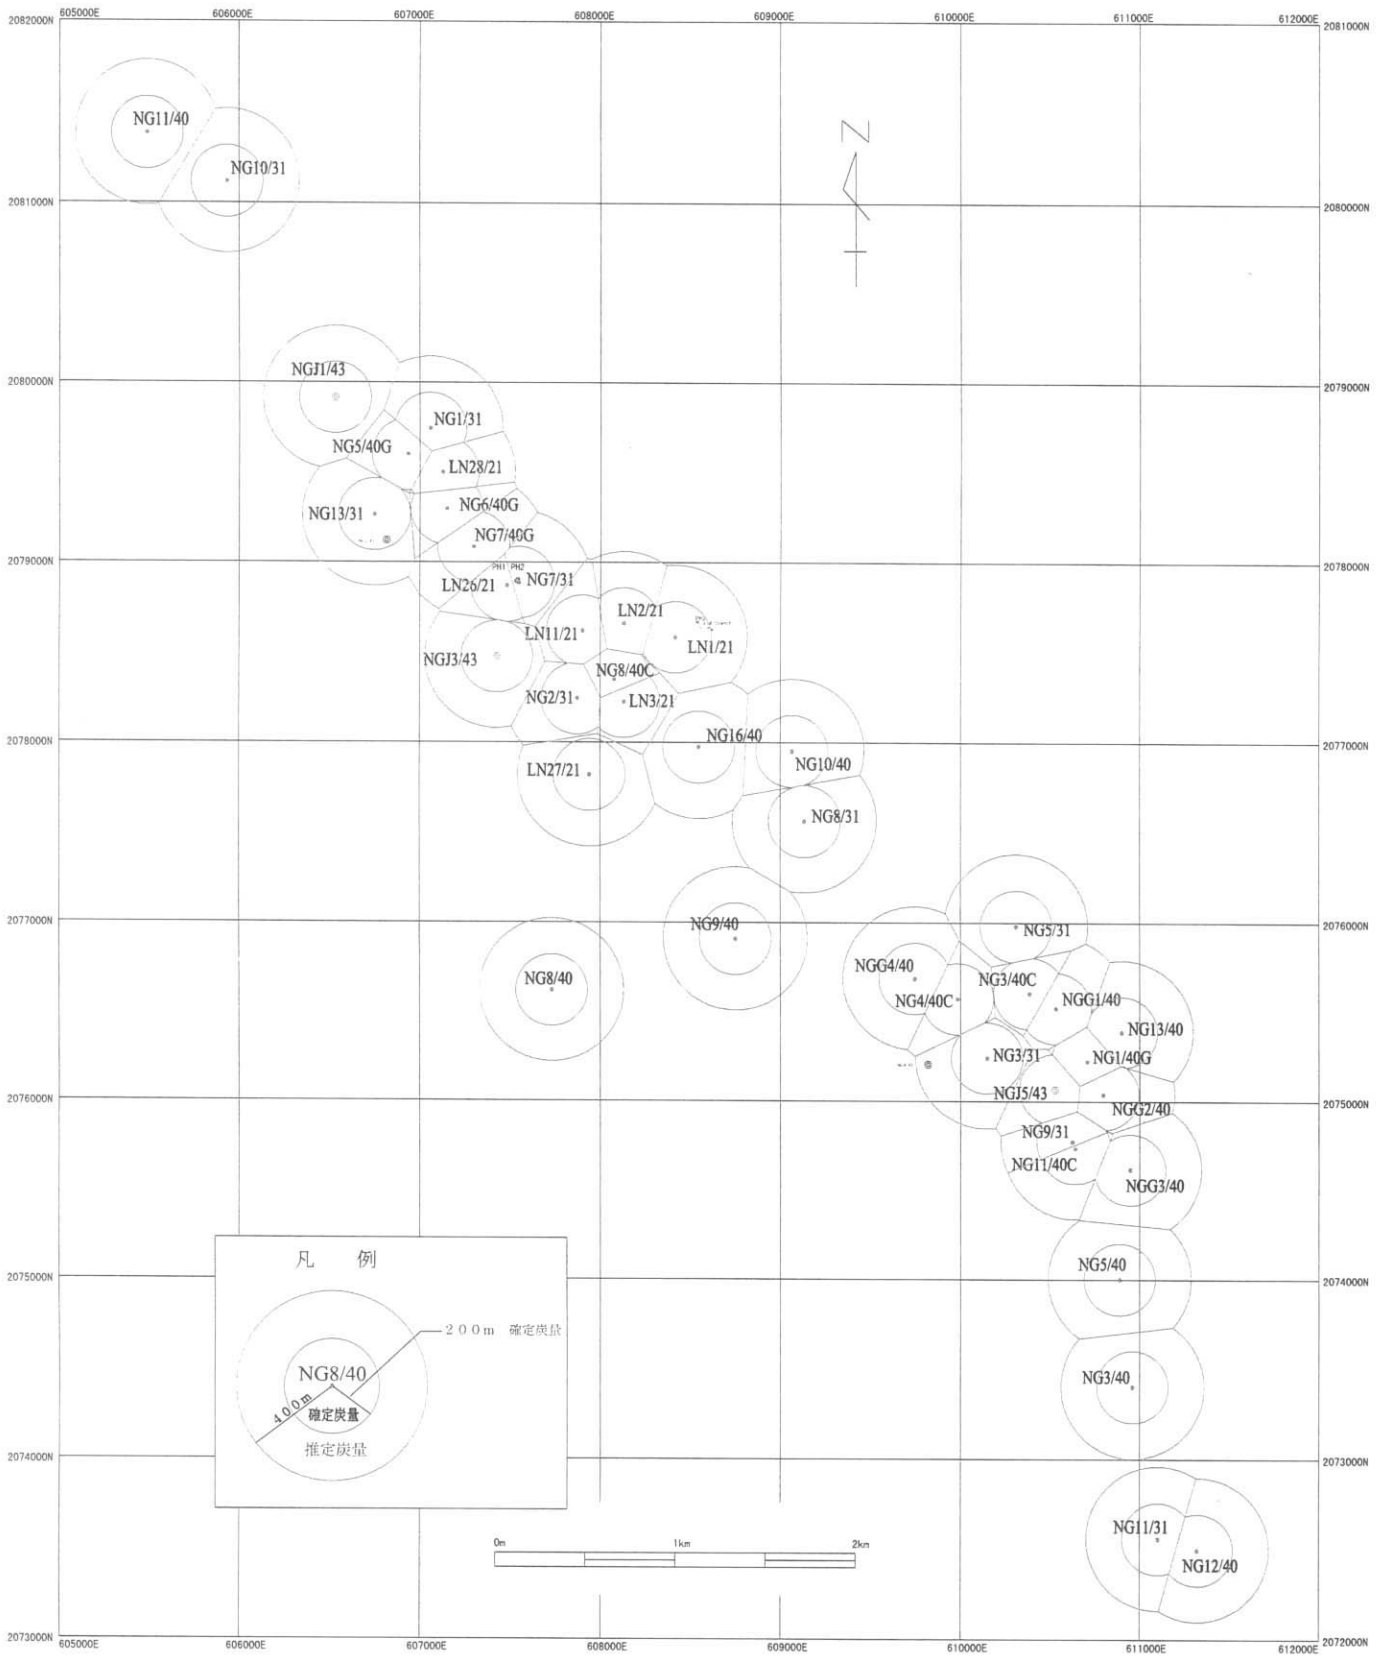 605000E 606000E 607000E 608000E 609000E 610000E 611000E 612000E
2082000N 2081000N
NG11/40
NG10/31
2081000N 2080000N
N
NGJ1/43
2080000N 2079000N
NG1/31
NG5/40G
LN28/21
NG6/40G
NG13/31
NG7/40G
2079000N 2078000N
PH1 PH2
NG7/31
LN26/21
LN2/21
LN11/21
LN1/21
NGJ3/43
NG8/40C
NG2/31
LN3/21
2078000N 2077000N
NG16/40
NG10/40
LN27/21
NG8/31
2077000N 2076000N
NG9/40
NG5/31
NG8/40
NGG4/40
NG3/40C
NG4/40C
NGG1/40
NG13/40
NG3/31
NG1/40G
NGJ5/43
2076000N 2075000N
NGG2/40
NG9/31
NG11/40C
NGG3/40
NG5/40
2075000N 2074000N
NG3/40
凡 例
200m 確定炭量
NG8/40
400m
確定炭量
推定炭量
2074000N 2073000N
NG11/31
NG12/40
0m 1km 2km
2073000N 2072000N
605000E 606000E 607000E 608000E 609000E 610000E 611000E 612000E